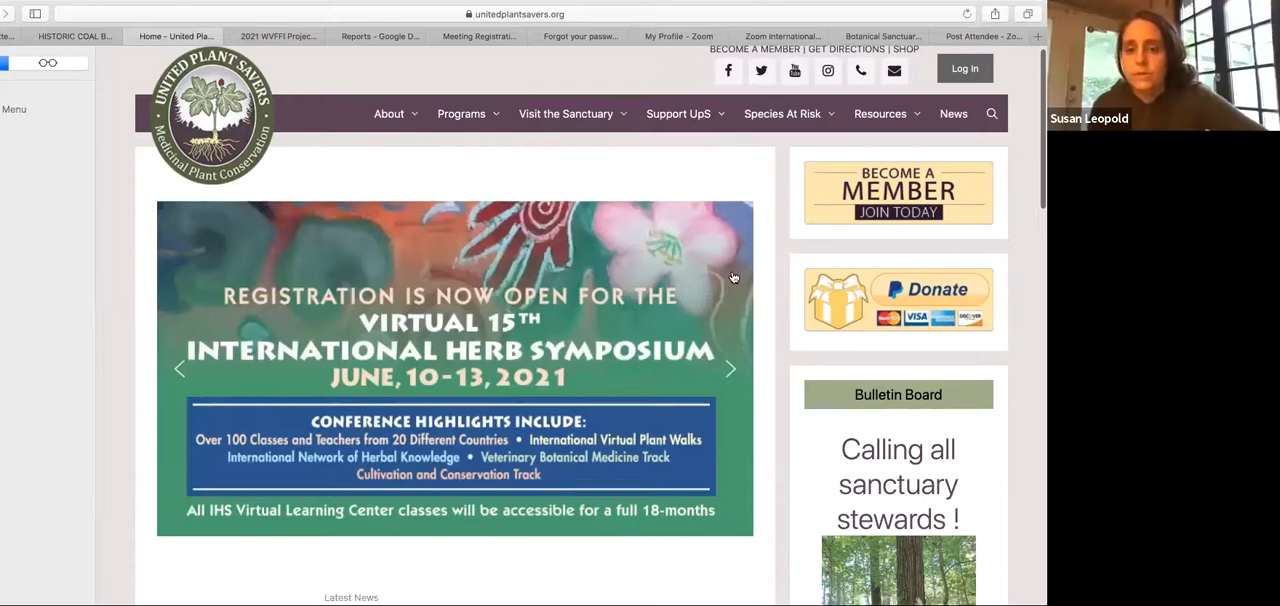 unitedplantsavers.org
tte...
HISTORIC COAL B...
Home - United Pla...
2021 WVFFI Projec...
Reports - Google D...
Meeting Registrati...
Forgot your passw...
My Profile - Zoom
Zoom International...
Botanical Sanctuar...
Post Attendee - Zo...
Menu
BECOME A MEMBER | GET DIRECTIONS | SHOP
Log In
UNITED PLANT SAVERS
Medicinal Plant Conservation
About
Programs
Visit the Sanctuary
Support UpS
Species At Risk
Resources
News
REGISTRATION IS NOW OPEN FOR THE
VIRTUAL 15TH
INTERNATIONAL HERB SYMPOSIUM
JUNE, 10-13, 2021
CONFERENCE HIGHLIGHTS INCLUDE:
Over 100 Classes and Teachers from 20 Different Countries • International Virtual Plant Walks
International Network of Herbal Knowledge • Veterinary Botanical Medicine Track
Cultivation and Conservation Track
All IHS Virtual Learning Center classes will be accessible for a full 18-months
Latest News
BECOME A
MEMBER
JOIN TODAY
Donate
VISA
Bulletin Board
Calling all
sanctuary
stewards !
Susan Leopold